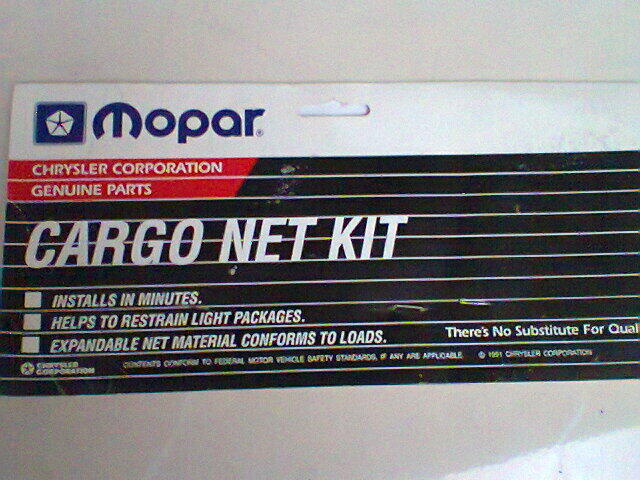 Mopar®
CHRYSLER CORPORATION
GENUINE PARTS
CARGO NET KIT
INSTALLS IN MINUTES.
HELPS TO RESTRAIN LIGHT PACKAGES.
EXPANDABLE NET MATERIAL CONFORMS TO LOADS.
There's No Substitute For Qual
CHRYSLER CORPORATION
CONTENTS CONFORM TO FEDERAL MOTOR VEHICLE SAFETY STANDARDS, IF ANY ARE APPLICABLE. © 1991 CHRYSLER CORPORATION